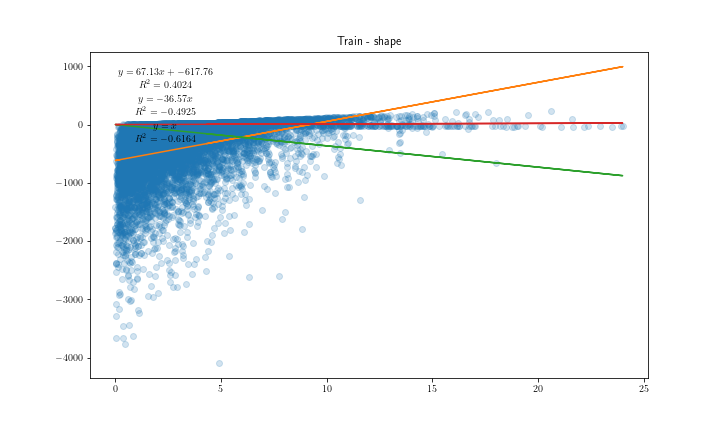 Train - shape
y = 67.13x + −617.76
R² = 0.4024
y = −36.57x
R² = −0.4925
y = x
R² = −0.6164
1000
0
−1000
−2000
−3000
−4000
0 5 10 15 20 25